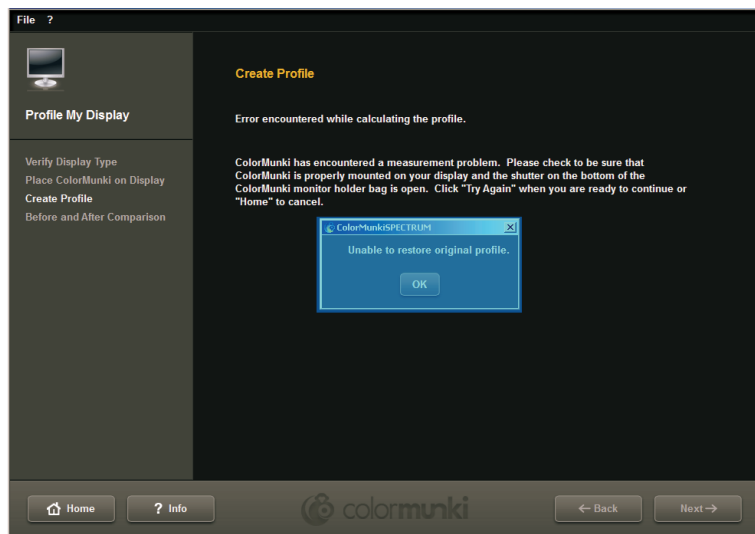 File ?
Profile My Display
Verify Display Type
Place ColorMunki on Display
Create Profile
Before and After Comparison
Create Profile
Error encountered while calculating the profile.
ColorMunki has encountered a measurement problem. Please check to be sure that
ColorMunki is properly mounted on your display and the shutter on the bottom of the
ColorMunki monitor holder bag is open. Click "Try Again" when you are ready to continue or
"Home" to cancel.
ColorMunkiSPECTRUM
Unable to restore original profile.
OK
Home
? Info
colormunki
Back
Next